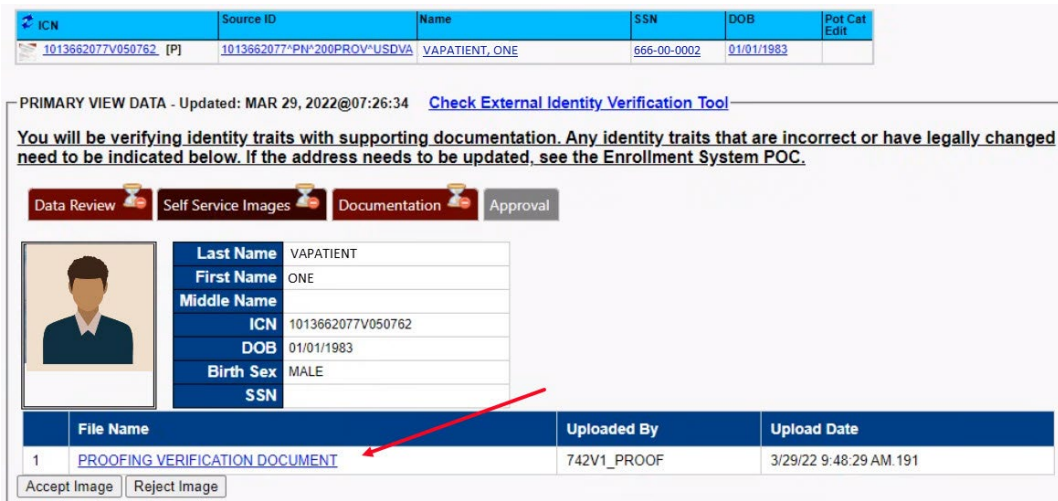 ICN Source ID Name SSN DOB Pot Cat Edit
1013662077V050762 [P] 1013662077^PN^200PROV^USDVA VAPATIENT, ONE 666-00-0002 01/01/1983
PRIMARY VIEW DATA - Updated: MAR 29, 2022@07:26:34 Check External Identity Verification Tool
You will be verifying identity traits with supporting documentation. Any identity traits that are incorrect or have legally changed
need to be indicated below. If the address needs to be updated, see the Enrollment System POC.
Data Review Self Service Images Documentation Approval
Last Name VAPATIENT
First Name ONE
Middle Name
ICN 1013662077V050762
DOB 01/01/1983
Birth Sex MALE
SSN
File Name Uploaded By Upload Date
1 PROOFING VERIFICATION DOCUMENT 742V1_PROOF 3/29/22 9:48:29 AM.191
Accept Image Reject Image